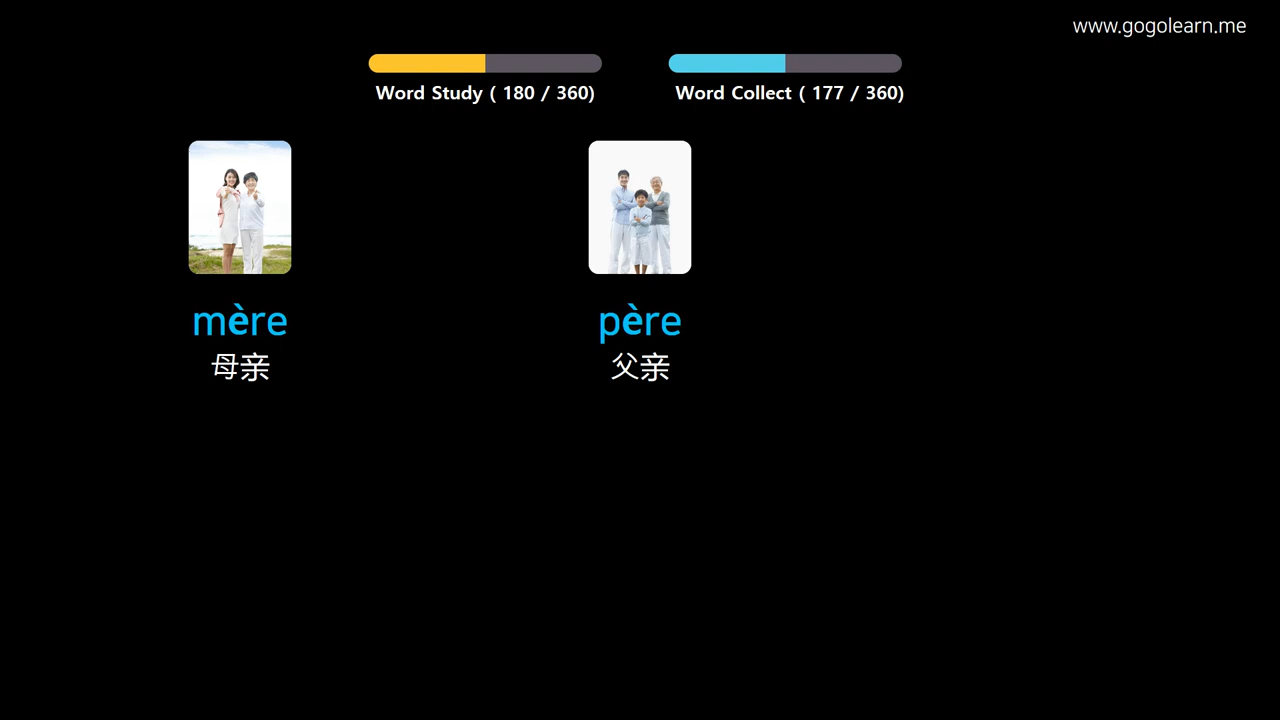 www.gogolearn.me
Word Study ( 180 / 360)
Word Collect ( 177 / 360)
mère
母亲
père
父亲